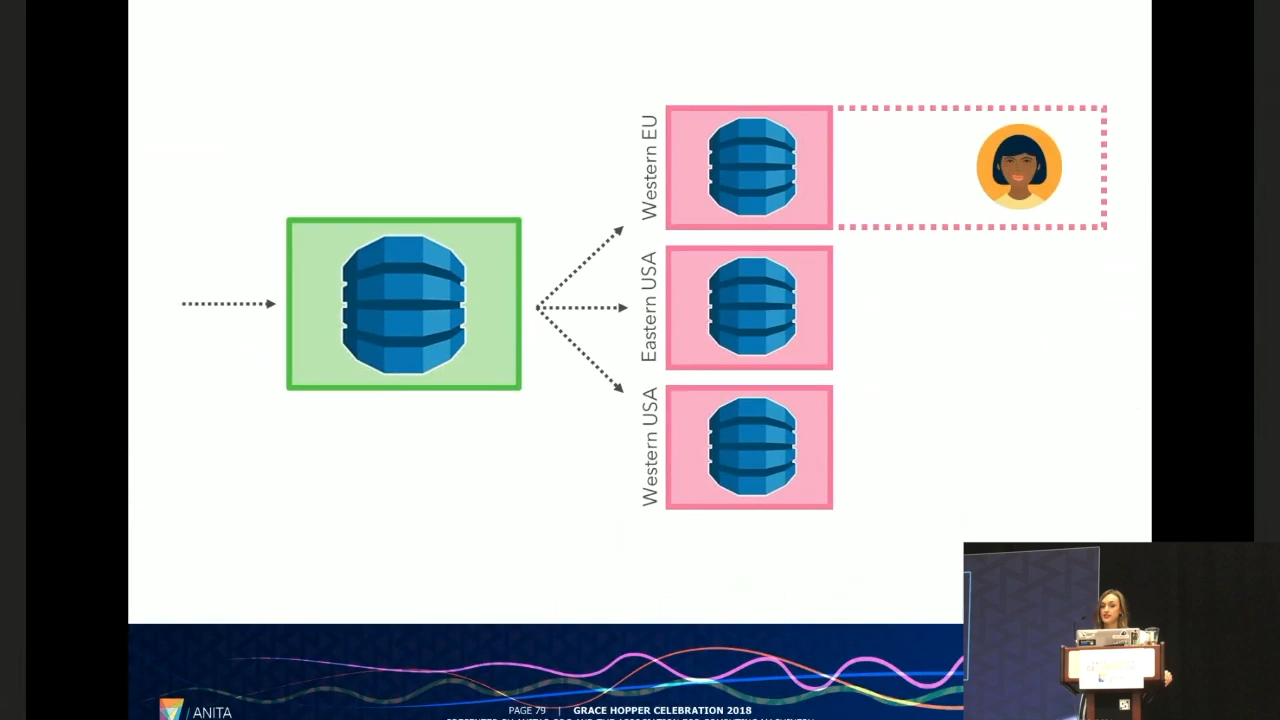 Western EU
Eastern USA
Western USA
PAGE 79 | GRACE HOPPER CELEBRATION 2018
/ ANITA